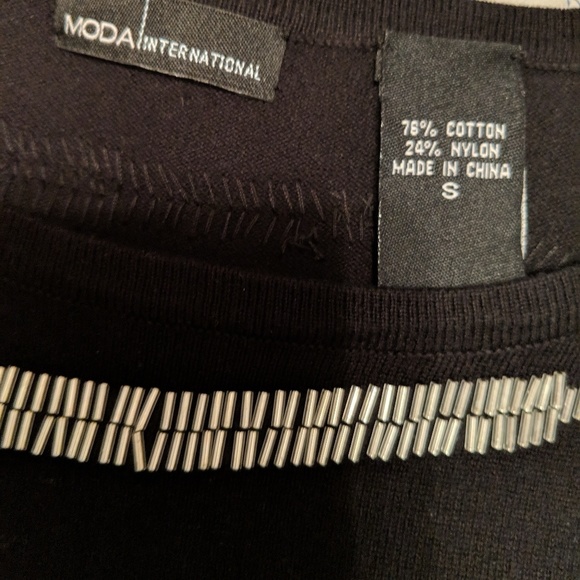 MODA INTERNATIONAL
76% COTTON
24% NYLON
MADE IN CHINA
S